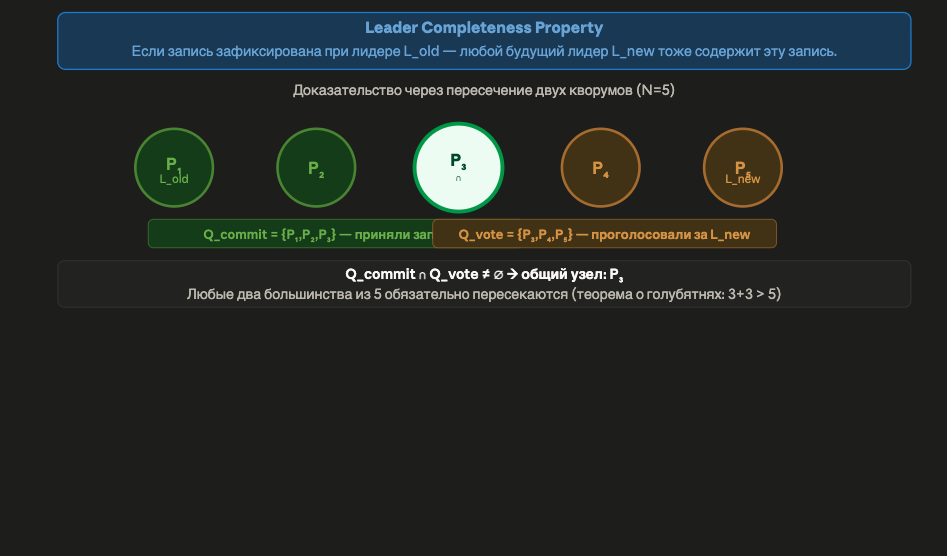 Leader Completeness Property
Если запись зафиксирована при лидере L_old — любой будущий лидер L_new тоже содержит эту запись.
Доказательство через пересечение двух кворумов (N=5)
P₁
L_old
P₂
P₃
∩
P₄
P₅
L_new
Q_commit = {P₁,P₂,P₃} — приняли зап
Q_vote = {P₃,P₄,P₅} — проголосовали за L_new
Q_commit ∩ Q_vote ≠ ∅ → общий узел: P₃
Любые два большинства из 5 обязательно пересекаются (теорема о голубятнях: 3+3 > 5)